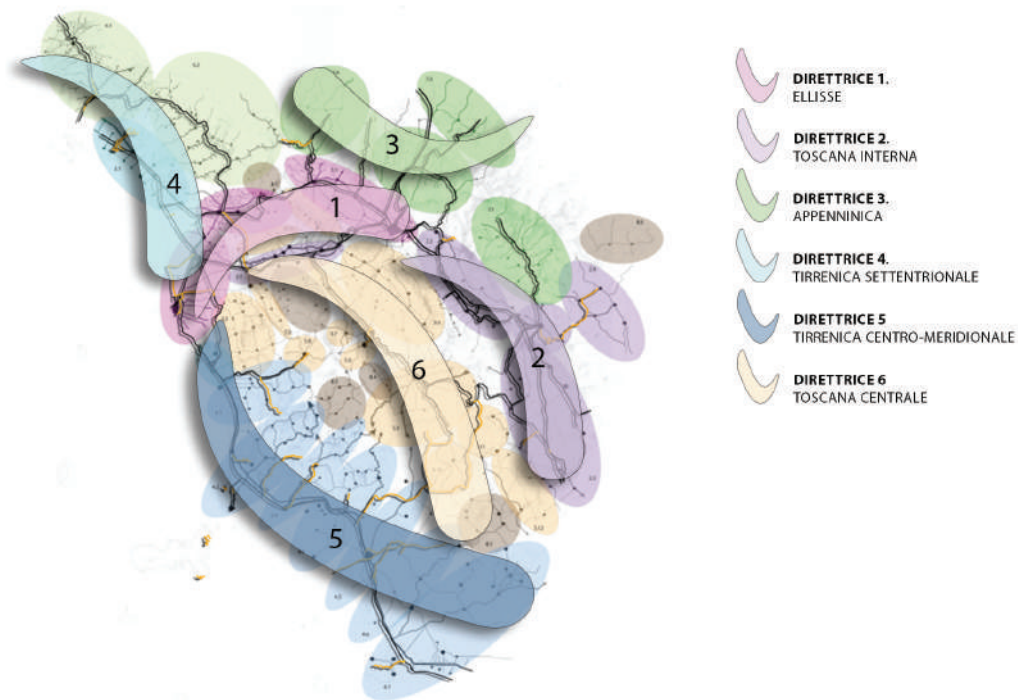 DIRETTRICE 1.
ELLISSE
DIRETTRICE 2.
TOSCANA INTERNA
DIRETTRICE 3.
APPENNINICA
DIRETTRICE 4.
TIRRENICA SETTENTRIONALE
DIRETTRICE 5
TIRRENICA CENTRO-MERIDIONALE
DIRETTRICE 6
TOSCANA CENTRALE
3
4
1
2
6
5